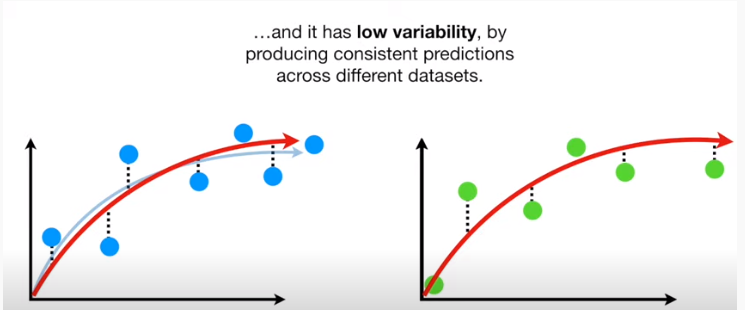 ...and it has low variability, by
producing consistent predictions
across different datasets.